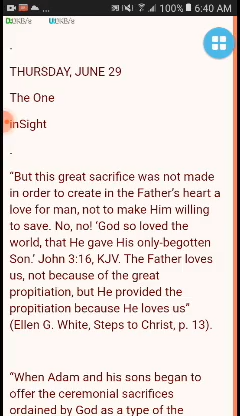 100% 6:40 AM
D:0KB/s U:0KB/s
.
THURSDAY, JUNE 29
The One
inSight
.
“But this great sacrifice was not made
in order to create in the Father’s heart a
love for man, not to make Him willing
to save. No, no! ‘God so loved the
world, that He gave His only-begotten
Son.’ John 3:16, KJV. The Father loves
us, not because of the great
propitiation, but He provided the
propitiation because He loves us”
(Ellen G. White, Steps to Christ, p. 13).
“When Adam and his sons began to
offer the ceremonial sacrifices
ordained by God as a type of the